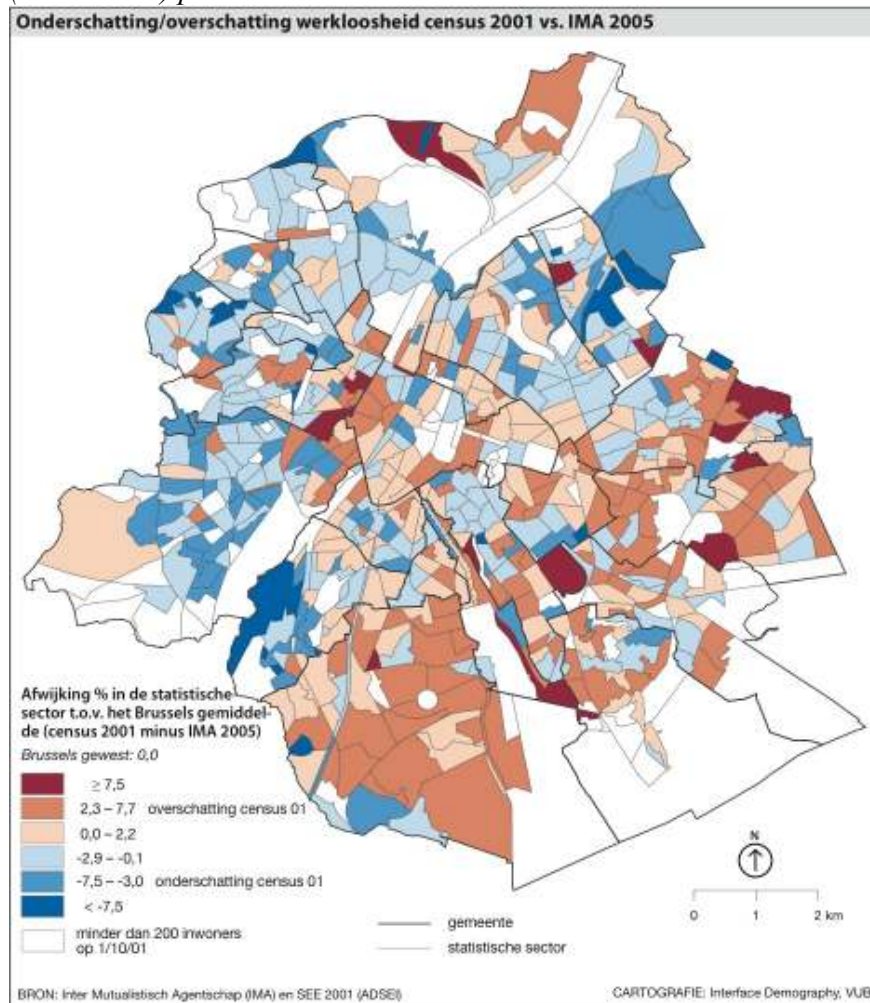 Onderschatting/overschatting werkloosheid census 2001 vs. IMA 2005
Afwijking % in de statistische
sector t.o.v. het Brussels gemiddel-
de (census 2001 minus IMA 2005)
Brussels gewest: 0,0
≥ 7,5
2,3 – 7,7 overschatting census 01
0,0 – 2,2
-2,9 – -0,1
-7,5 – -3,0 onderschatting census 01
< -7,5
minder dan 200 inwoners
op 1/10/01
gemeente
statistische sector
N
0 1 2 km
BRON: Inter Mutualistisch Agentschap (IMA) en SEE 2001 (ADSEI)
CARTOGRAFIE: Interface Demography, VUB